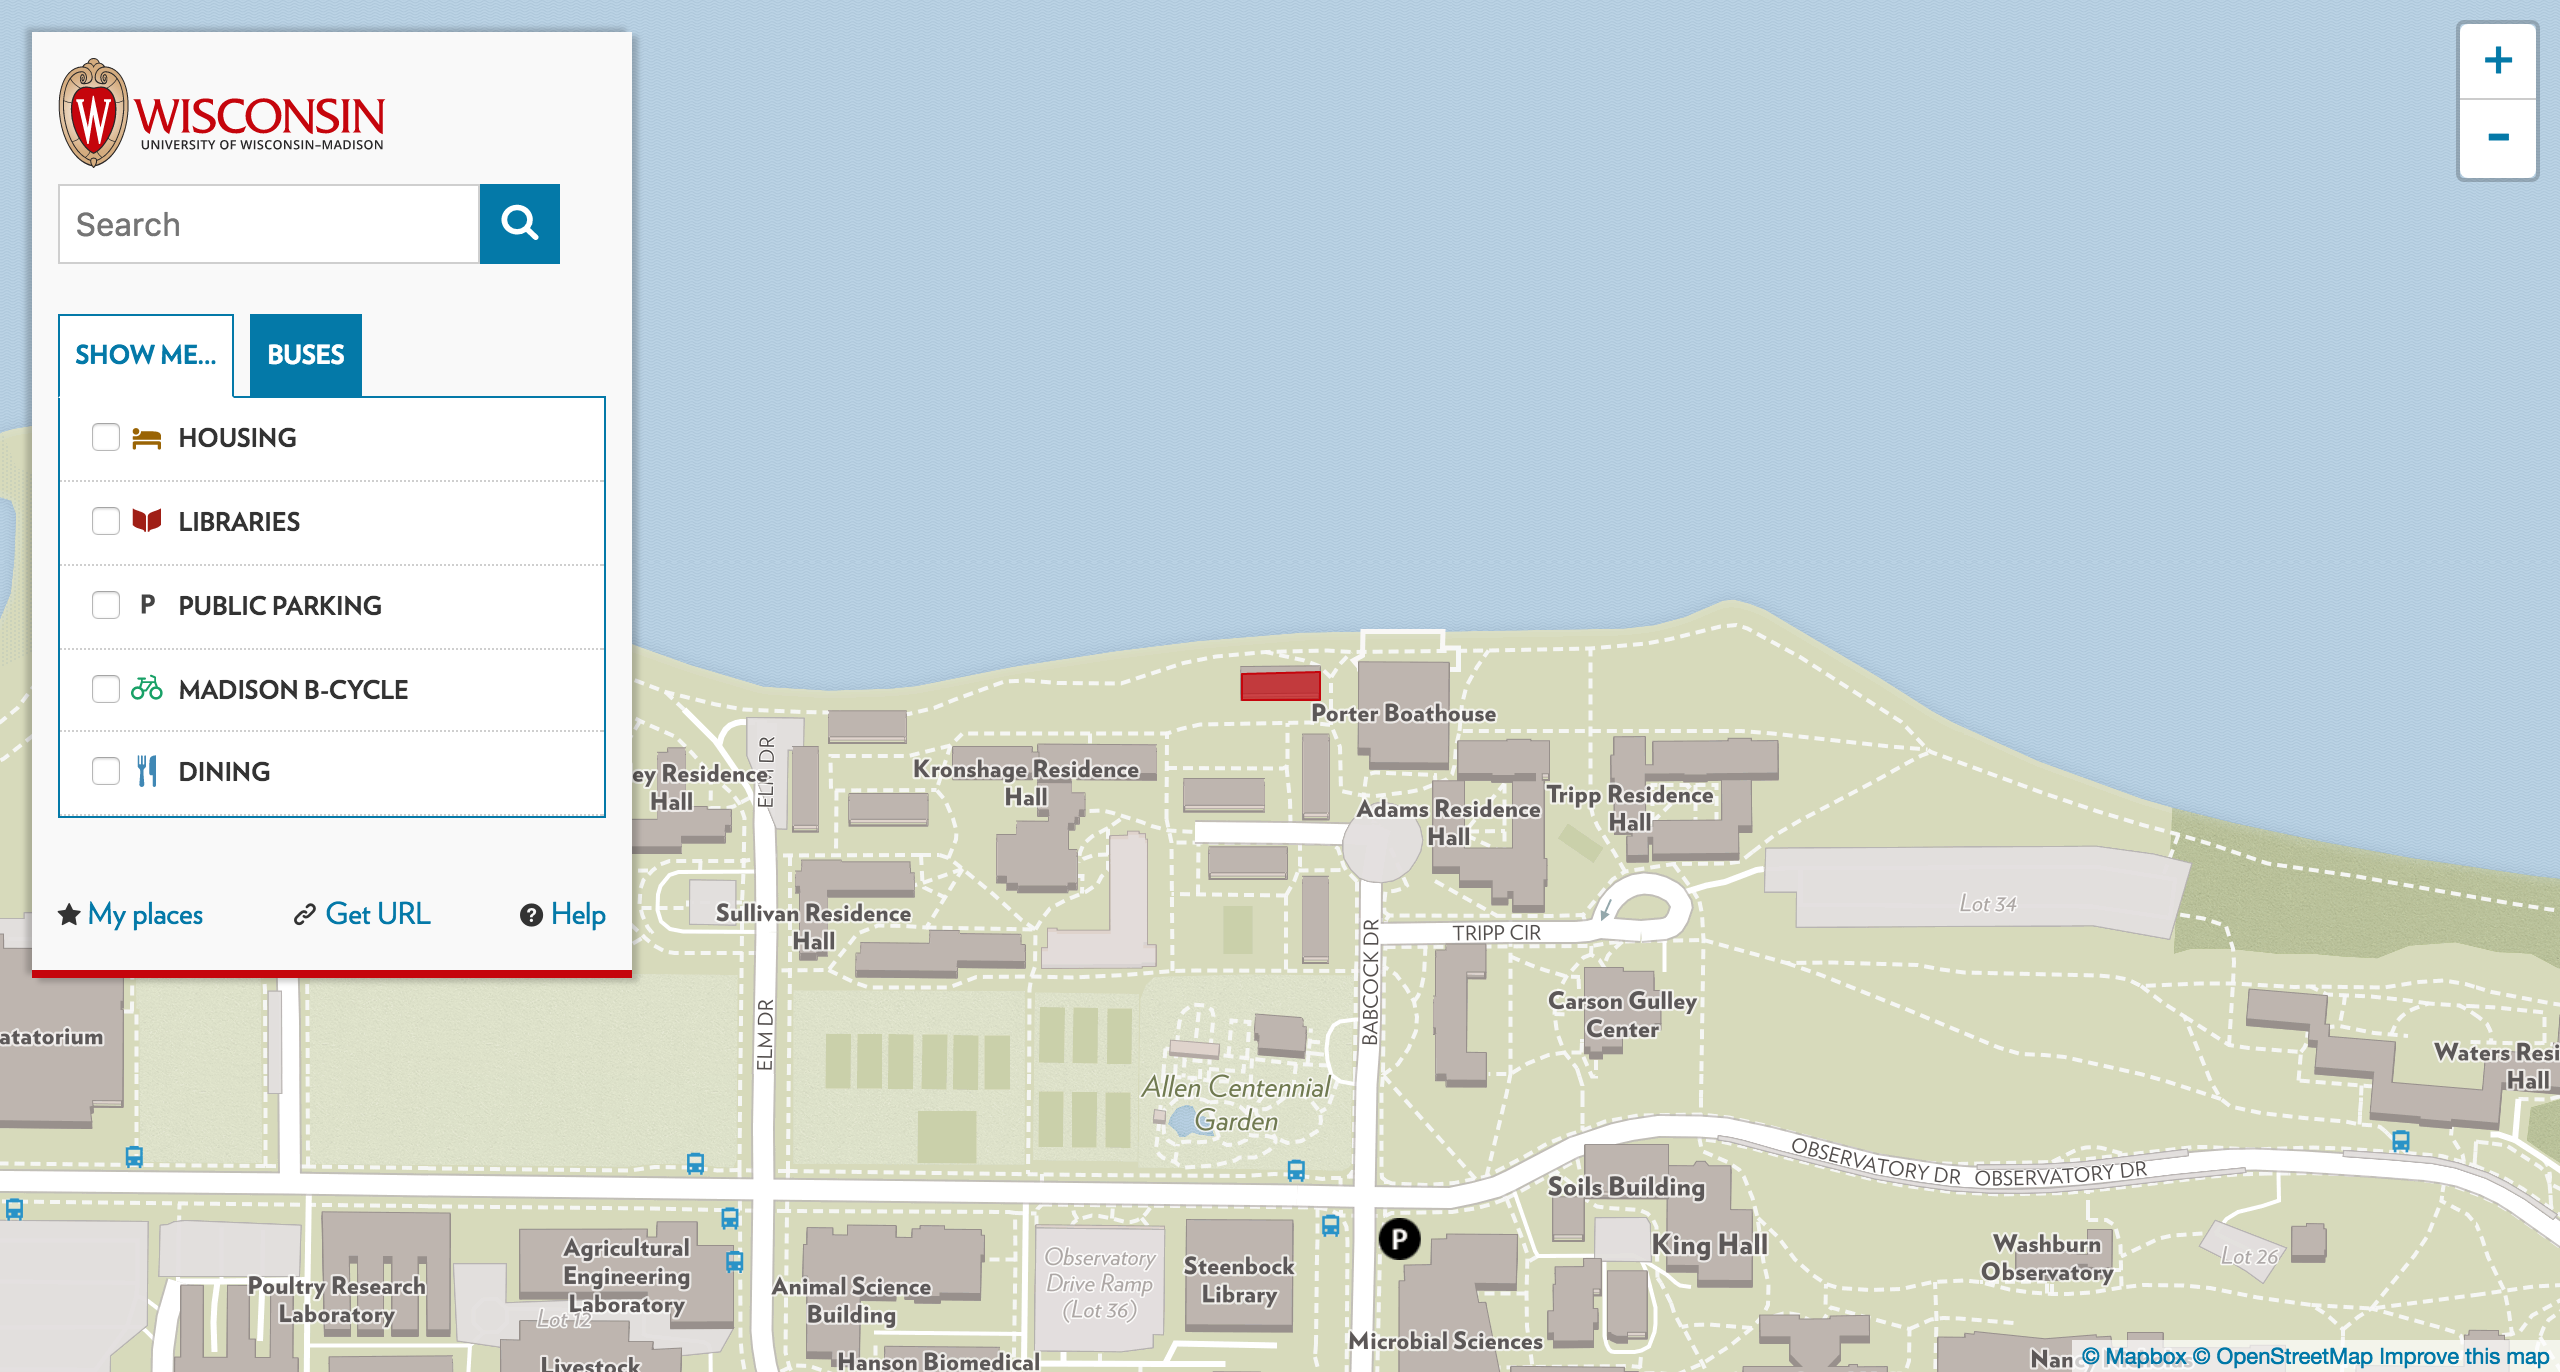 W
WISCONSIN
UNIVERSITY OF WISCONSIN–MADISON
Search
SHOW ME...
BUSES
HOUSING
LIBRARIES
P PUBLIC PARKING
MADISON B-CYCLE
DINING
My places
Get URL
? Help
+
-
Porter Boathouse
ELM DR
ey Residence
Hall
Kronshage Residence
Hall
Adams Residence
Hall
Tripp Residence
Hall
Sullivan Residence
Hall
Lot 34
TRIPP CIR
BABCOCK DR
ELM DR
Carson Gulley
Center
atatorium
Waters Resi
Hall
Allen Centennial
Garden
OBSERVATORY DR
OBSERVATORY DR
Soils Building
P
King Hall
Washburn
Observatory
Lot 26
Agricultural
Engineering
Laboratory
Poultry Research
Laboratory
Lot 12
Animal Science
Building
Observatory
Drive Ramp
(Lot 36)
Steenbock
Library
Microbial Sciences
Livestock
Hanson Biomedical
© Mapbox © OpenStreetMap Improve this map